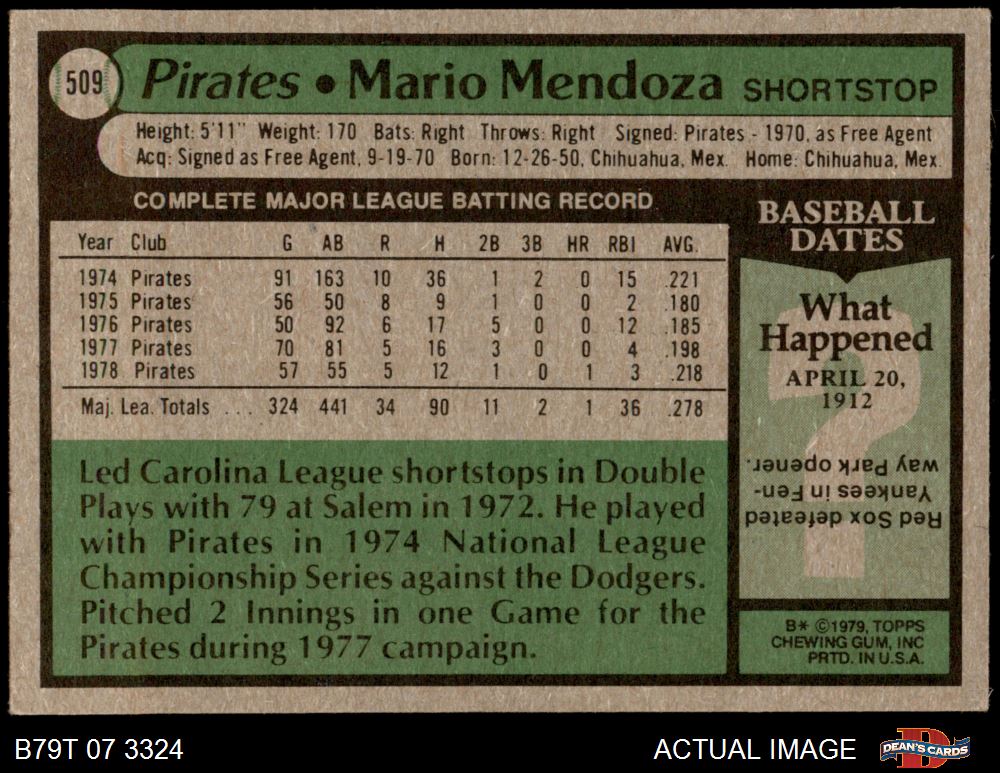 509 Pirates • Mario Mendoza SHORTSTOP
Height: 5'11" Weight: 170 Bats: Right Throws: Right Signed: Pirates - 1970, as Free Agent
Acq: Signed as Free Agent, 9-19-70 Born: 12-26-50, Chihuahua, Mex. Home: Chihuahua, Mex.
COMPLETE MAJOR LEAGUE BATTING RECORD
Year Club G AB R H 2B 3B HR RBI AVG.
1974 Pirates 91 163 10 36 1 2 0 15 .221
1975 Pirates 56 50 8 9 1 0 0 2 .180
1976 Pirates 50 92 6 17 5 0 0 12 .185
1977 Pirates 70 81 5 16 3 0 0 4 .198
1978 Pirates 57 55 5 12 1 0 1 3 .218
Maj. Lea. Totals . . . 324 441 34 90 11 2 1 36 .278
Led Carolina League shortstops in Double
Plays with 79 at Salem in 1972. He played
with Pirates in 1974 National League
Championship Series against the Dodgers.
Pitched 2 Innings in one Game for the
Pirates during 1977 campaign.
BASEBALL
DATES
What
Happened
APRIL 20,
1912
Red Sox defeated
Yankees in Fen-
way Park opener.
B* ©1979, TOPPS
CHEWING GUM, INC
PRTD. IN U.S.A.
B79T 07 3324
ACTUAL IMAGE
DEAN'S CARDS